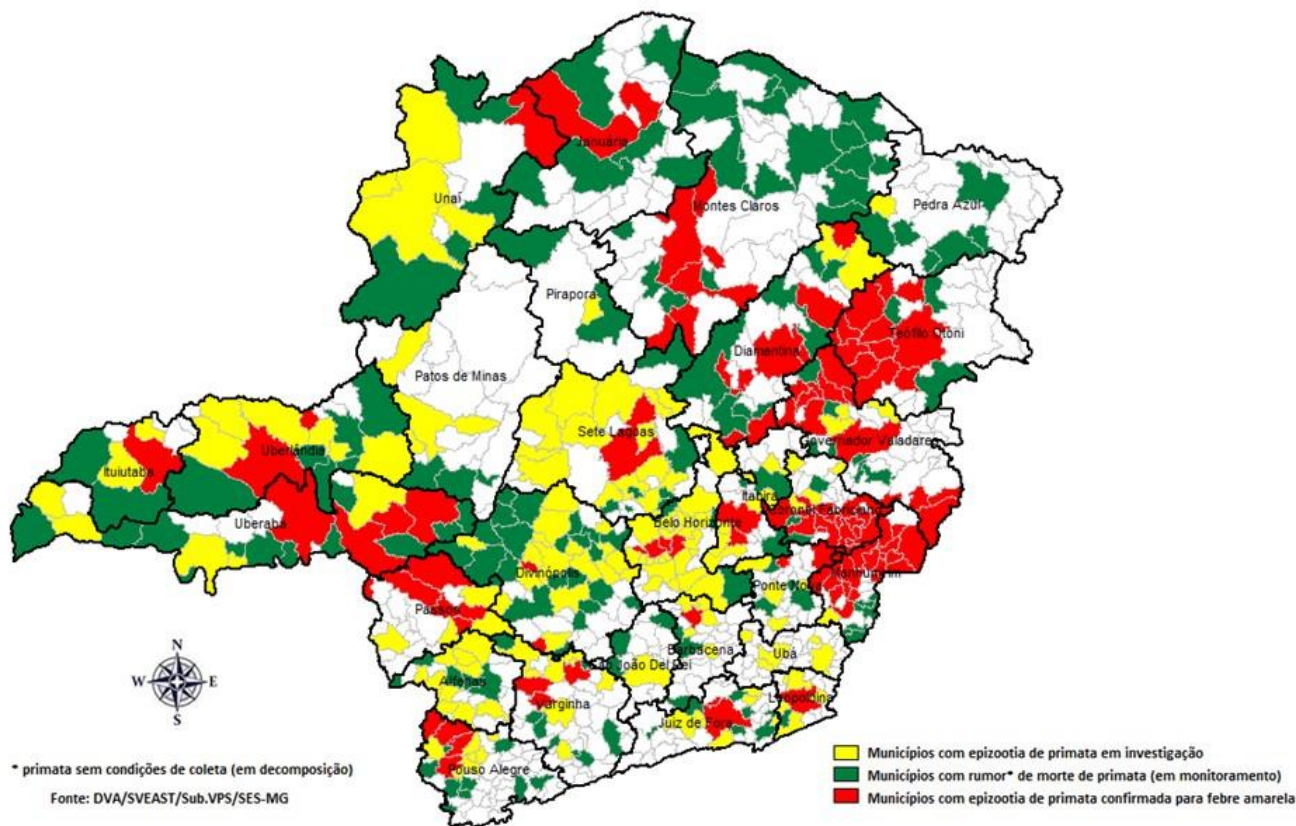 Januária
Unaí
Montes Claros
Pedra Azul
Pirapora
Teófilo Otôni
Diamantina
Patos de Minas
Sete Lagoas
Governador Valadares
Uberlândia
Ituiutaba
Itabira
Coronel Fabriciano
Belo Horizonte
Uberaba
Divinópolis
Manhumirim
Ponte Nova
Passos
Barbacena
São João Del Rei
Ubá
Alfenas
Leopoldina
Varginha
Juiz de Fora
Pouso Alegre
N
W E
S
* primata sem condições de coleta (em decomposição)
Fonte: DVA/SVEAST/Sub.VPS/SES-MG
Municípios com epizootia de primata em investigação
Municípios com rumor* de morte de primata (em monitoramento)
Municípios com epizootia de primata confirmada para febre amarela